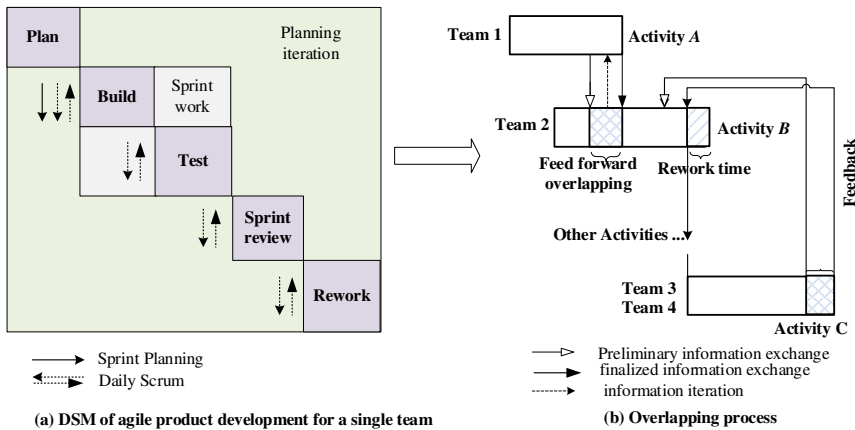 Plan
Planning
iteration
Build
Sprint
work
Test
Sprint
review
Rework
Sprint Planning
Daily Scrum
(a) DSM of agile product development for a single team
Team 1
Activity A
Team 2
Activity B
Feed forward
overlapping
Rework time
Feedback
Other Activities ...
Team 3
Team 4
Activity C
Preliminary information exchange
finalized information exchange
information iteration
(b) Overlapping process